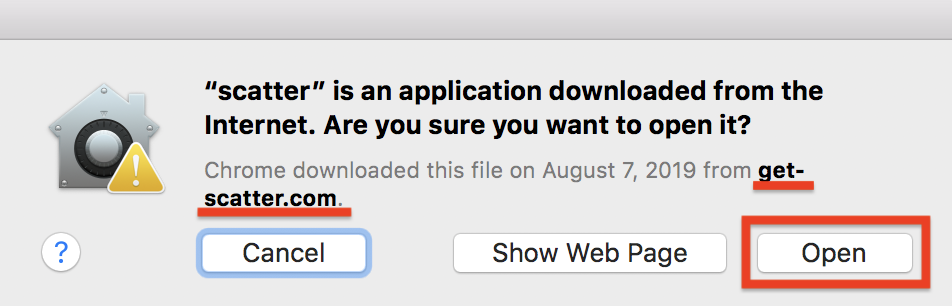 “scatter” is an application downloaded from the
Internet. Are you sure you want to open it?
Chrome downloaded this file on August 7, 2019 from get-
scatter.com.
?
Cancel
Show Web Page
Open